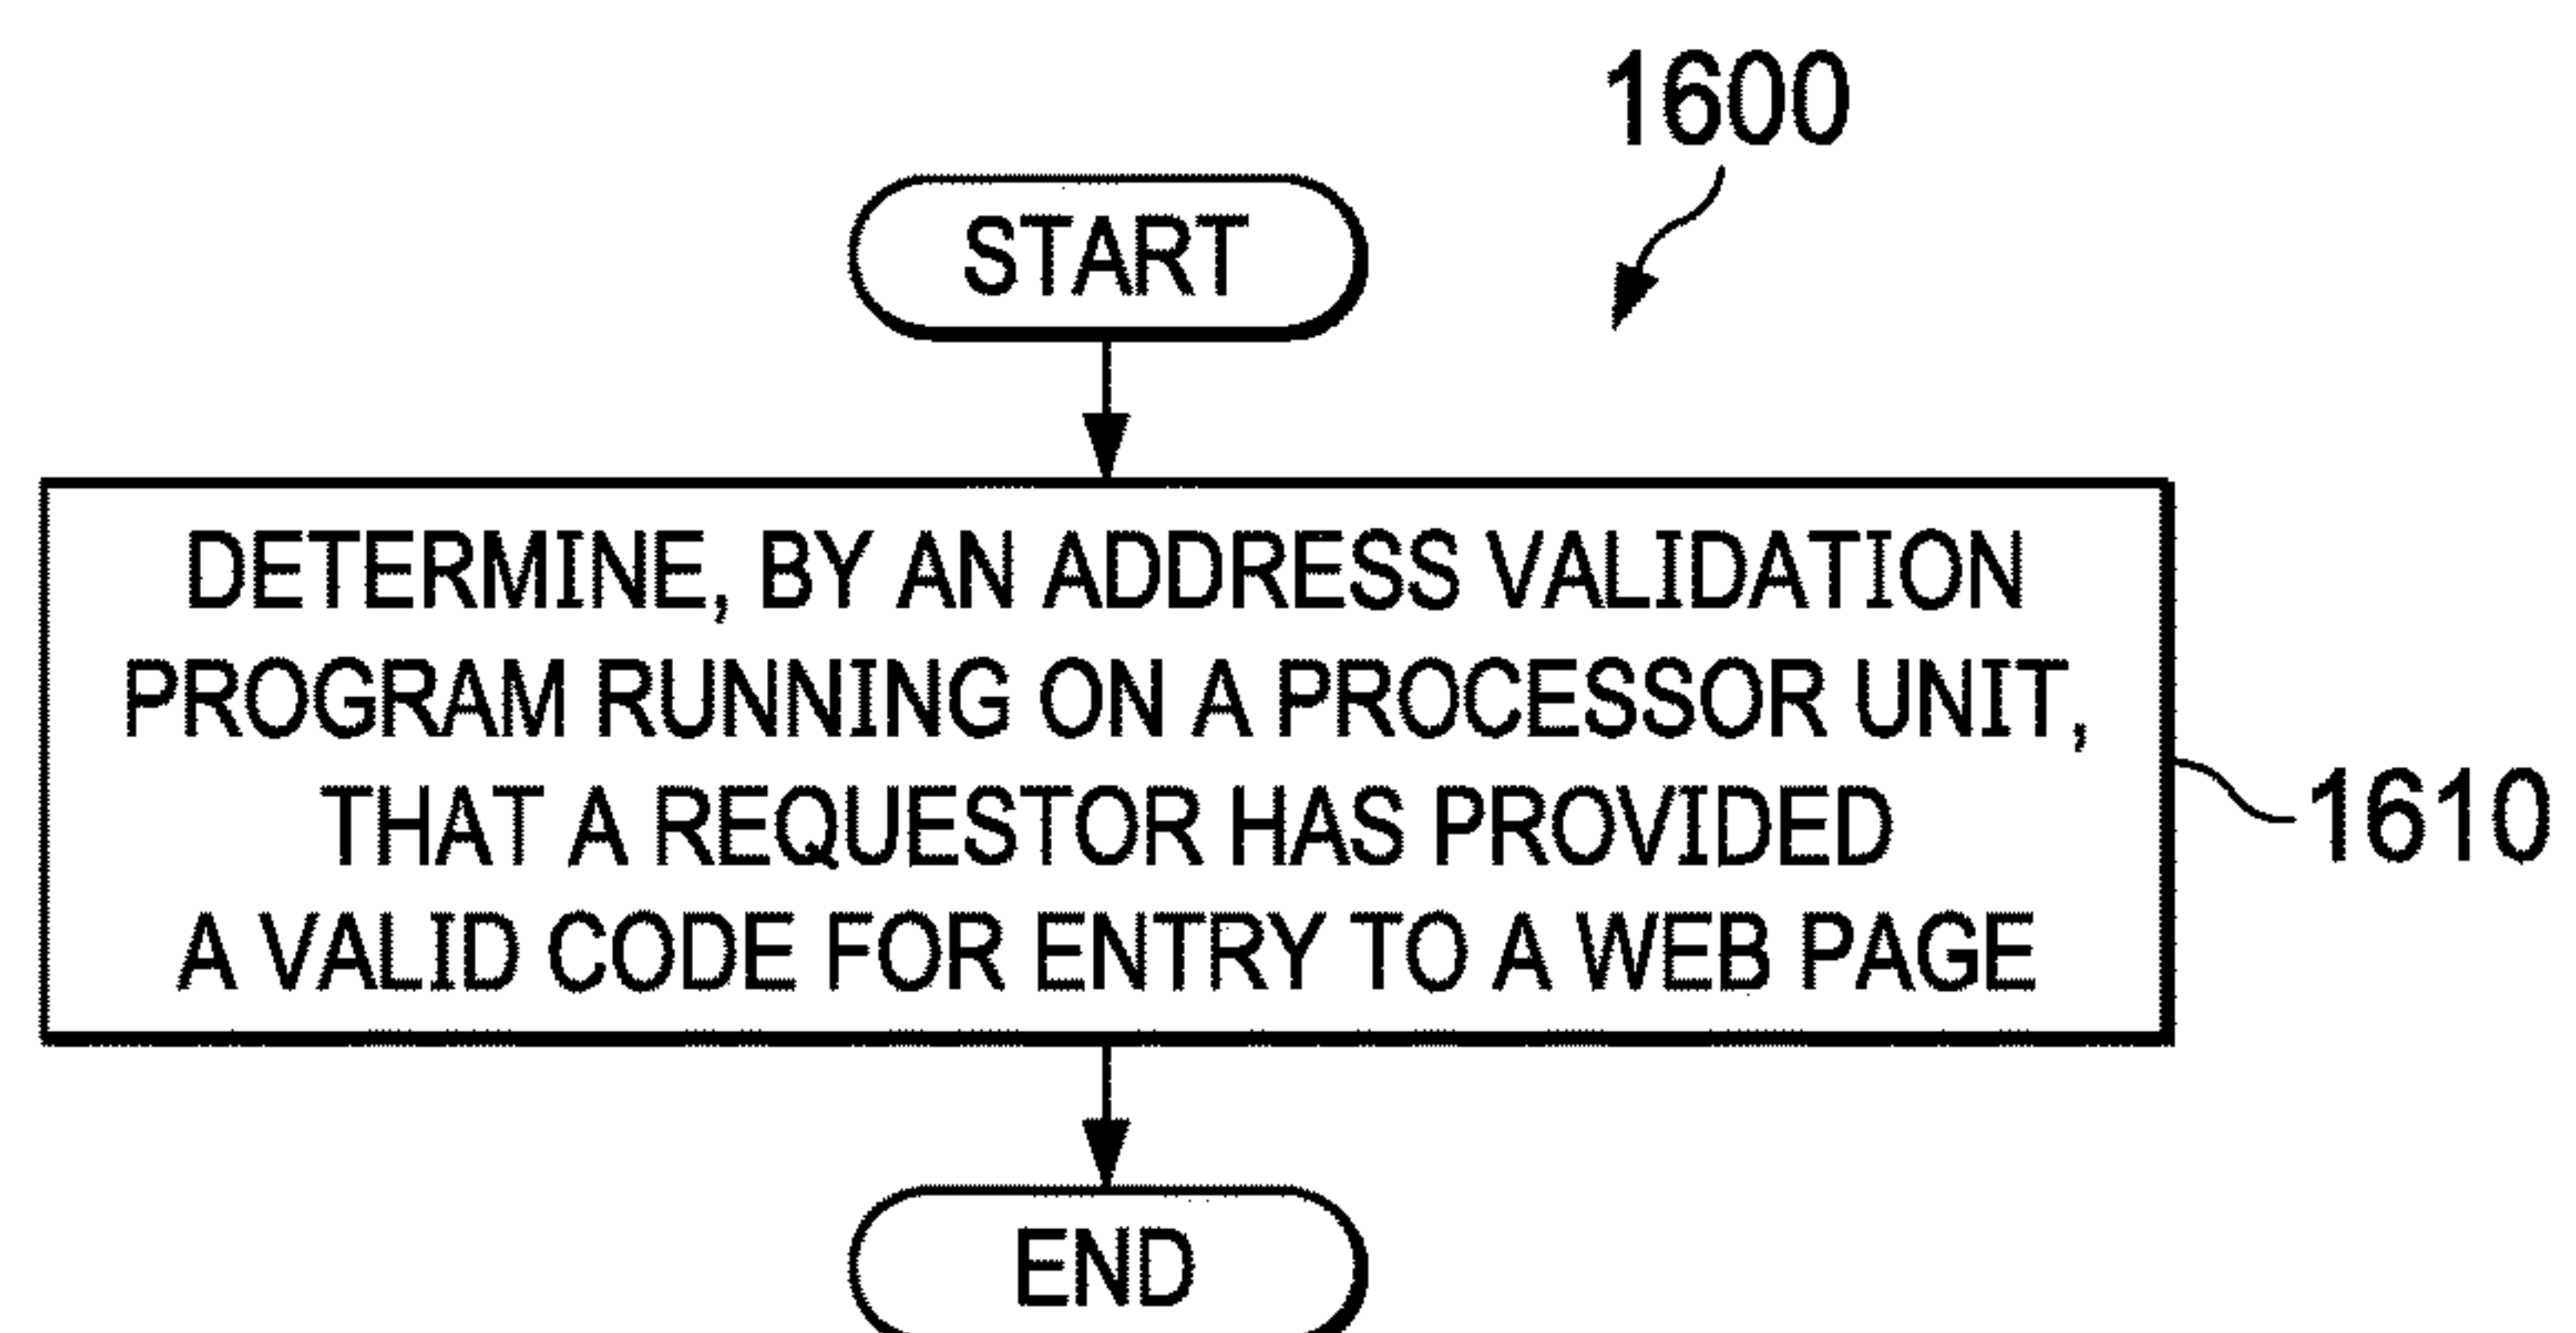 1600
START
DETERMINE, BY AN ADDRESS VALIDATION
PROGRAM RUNNING ON A PROCESSOR UNIT,
THAT A REQUESTOR HAS PROVIDED
A VALID CODE FOR ENTRY TO A WEB PAGE
1610
END